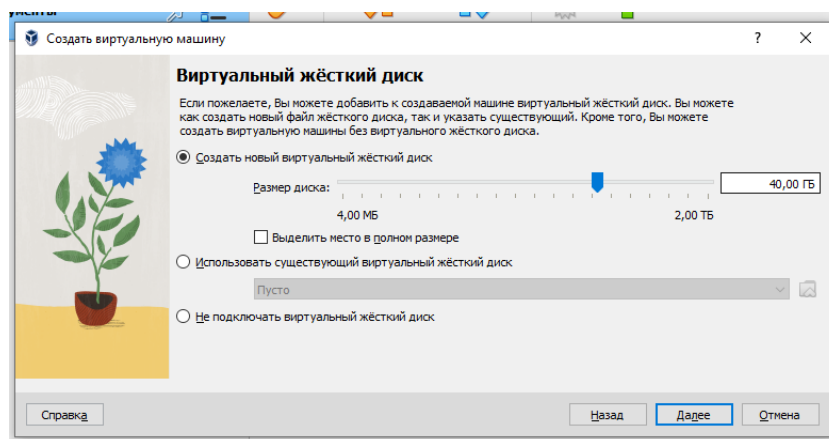 Создать виртуальную машину
Виртуальный жёсткий диск
Если пожелаете, Вы можете добавить к создаваемой машине виртуальный жёсткий диск. Вы можете
как создать новый файл жёсткого диска, так и указать существующий. Кроме того, Вы можете
создать виртуальную машины без виртуального жёсткого диска.
Создать новый виртуальный жёсткий диск
Размер диска: 40,00 ГБ
4,00 МБ 2,00 ТБ
Выделить место в полном размере
Использовать существующий виртуальный жёсткий диск
Пусто
Не подключать виртуальный жёсткий диск
Справка Назад Далее Отмена